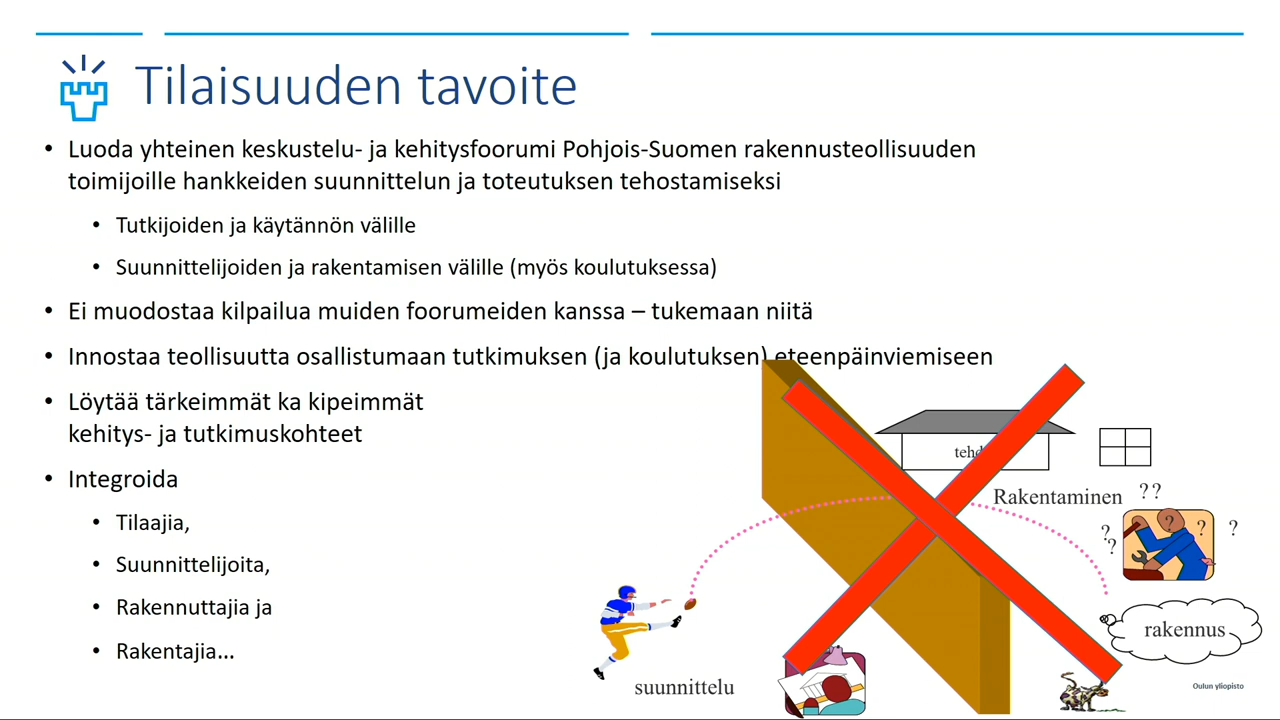 Tilaisuuden tavoite
• Luoda yhteinen keskustelu- ja kehitysfoorumi Pohjois-Suomen rakennusteollisuuden
toimijoille hankkeiden suunnittelun ja toteutuksen tehostamiseksi
• Tutkijoiden ja käytännön välille
• Suunnittelijoiden ja rakentamisen välille (myös koulutuksessa)
• Ei muodostaa kilpailua muiden foorumeiden kanssa – tukemaan niitä
• Innostaa teollisuutta osallistumaan tutkimuksen (ja koulutuksen) eteenpäinviemiseen
• Löytää tärkeimmät ka kipeimmät
kehitys- ja tutkimuskohteet
• Integroida
• Tilaajia,
• Suunnittelijoita,
• Rakennuttajia ja
• Rakentajia...
Rakentaminen
??
?
?
?
?
?
rakennus
suunnittelu
Oulun yliopisto